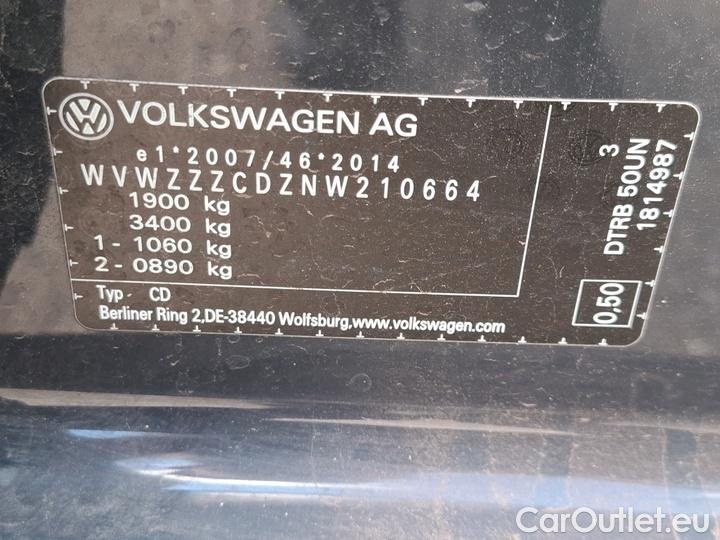 VOLKSWAGEN AG
e1*2007/46*2014
WVWZZZCDZNW210664
1900 kg
3400 kg
1 - 1060 kg
2 - 0890 kg
Typ CD
Berliner Ring 2,DE-38440 Wolfsburg,www.volkswagen.com
3
DTRB 50UN
1814987
0,50
CarOutlet.eu